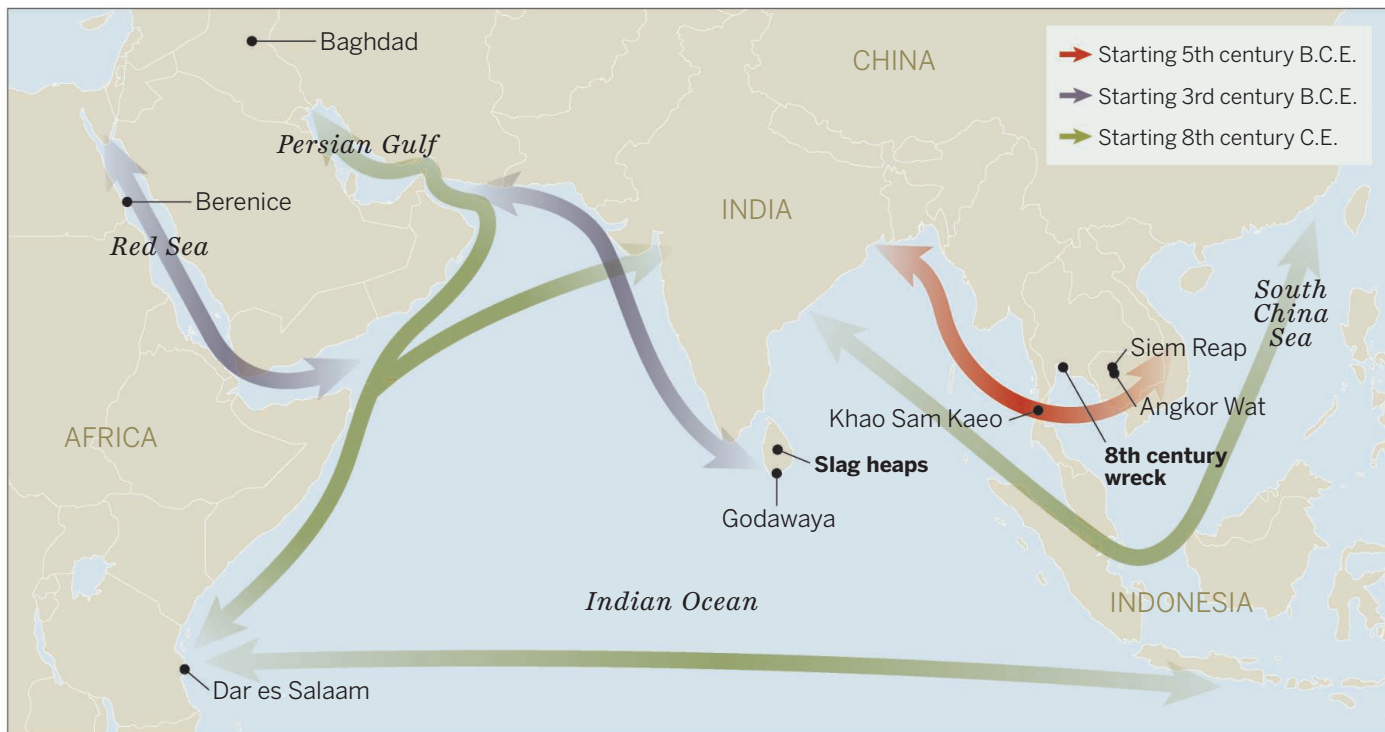 Baghdad
CHINA
Starting 5th century B.C.E.
Starting 3rd century B.C.E.
Starting 8th century C.E.
Persian Gulf
Berenice
INDIA
Red Sea
South
China
Sea
Siem Reap
Angkor Wat
Khao Sam Kaeo
AFRICA
Slag heaps
8th century
wreck
Godawaya
Indian Ocean
INDONESIA
Dar es Salaam